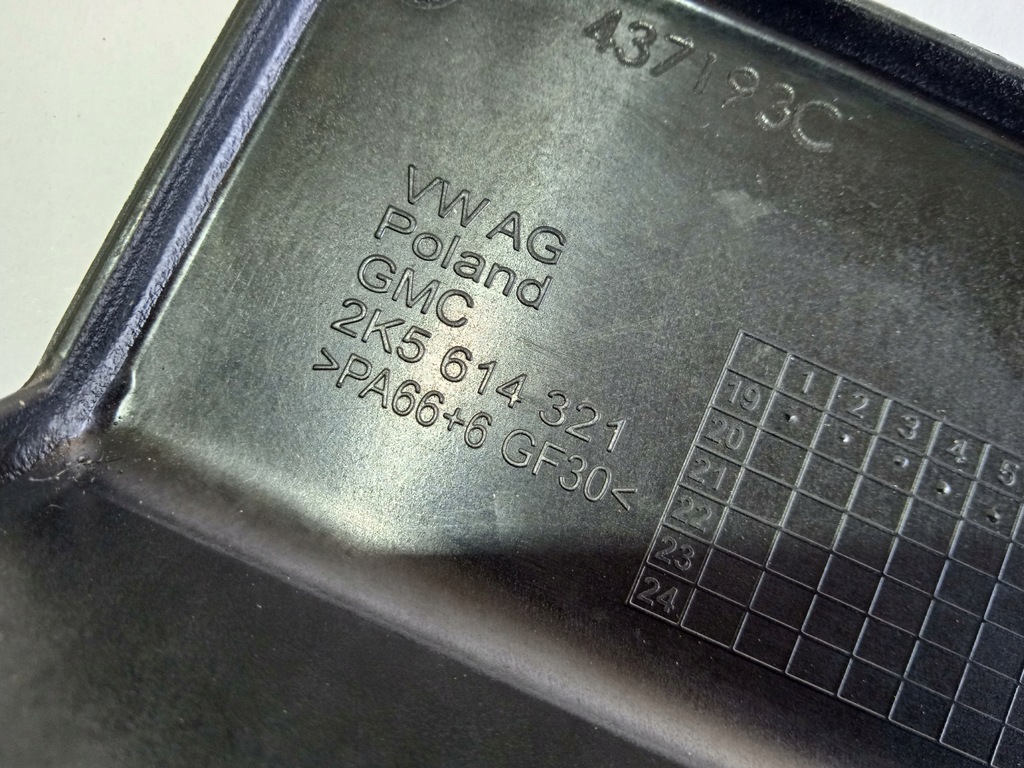 437193C
VW AG
Poland
GMC
2K5 614 321
>PA66+6 GF30<
1 2 3 4 5
19
20
21
22
23
24